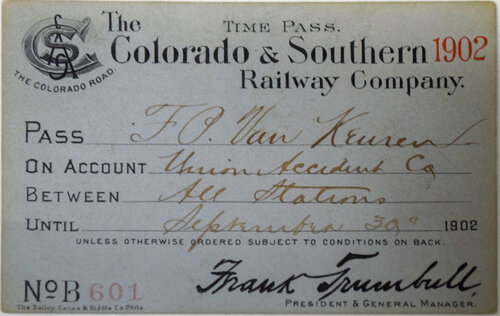 TIME PASS.
The
Colorado & Southern 1902
Railway Company.
C&S
THE COLORADO ROAD.
PASS F. P. Van Keuren
ON ACCOUNT Union Accident Co
BETWEEN All Stations
UNTIL September 30" 1902
UNLESS OTHERWISE ORDERED SUBJECT TO CONDITIONS ON BACK.
No B 601
Frank Trumbull
PRESIDENT & GENERAL MANAGER.
The Bailey Banks & Biddle Co Phila.